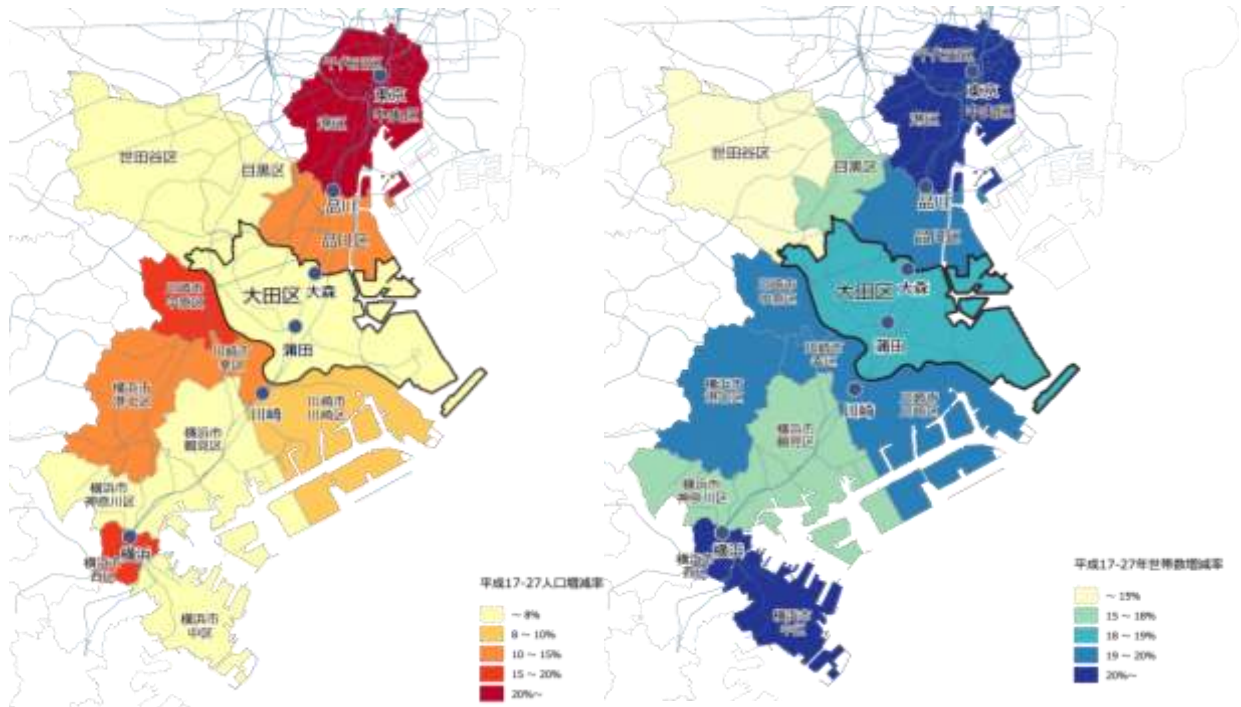 千代田区
東京
中央区
港区
世田谷区
目黒区
品川
品川区
大田区
大森
蒲田
川崎市
中原区
川崎市
幸区
横浜市
港北区
川崎
川崎市
川崎区
横浜市
鶴見区
横浜市
神奈川区
横浜
横浜市
西区
横浜市
中区
平成17-27人口増減率
~8%
8~10%
10~15%
15~20%
20%~
千代田区
東京
中央区
港区
世田谷区
目黒区
品川
品川区
大田区
大森
蒲田
川崎市
中原区
川崎市
幸区
横浜市
港北区
川崎
川崎市
川崎区
横浜市
鶴見区
横浜市
神奈川区
横浜
横浜市
西区
横浜市
中区
平成17-27年世帯数増減率
~15%
15~18%
18~19%
19~20%
20%~